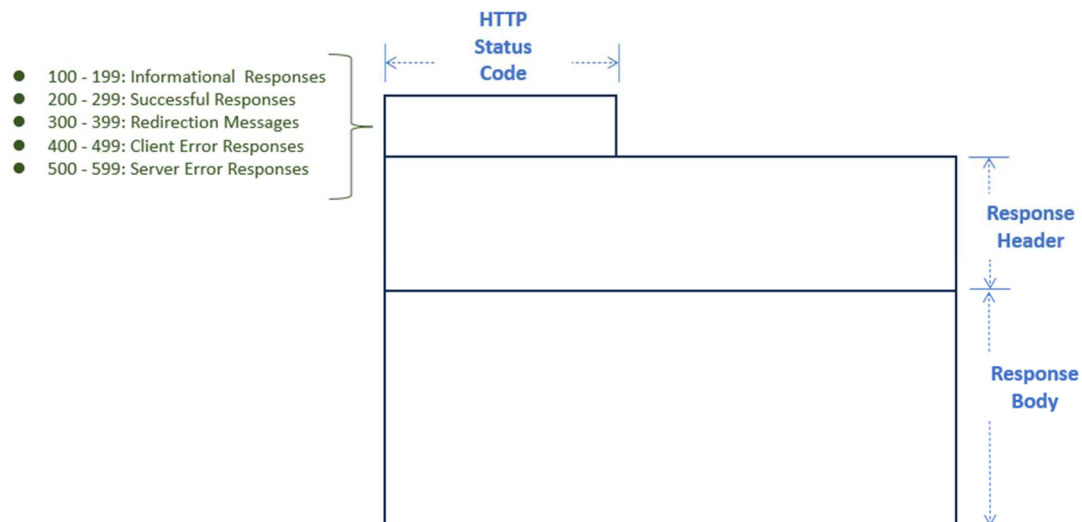 HTTP
Status
Code
● 100 - 199: Informational Responses
● 200 - 299: Successful Responses
● 300 - 399: Redirection Messages
● 400 - 499: Client Error Responses
● 500 - 599: Server Error Responses
Response
Header
Response
Body